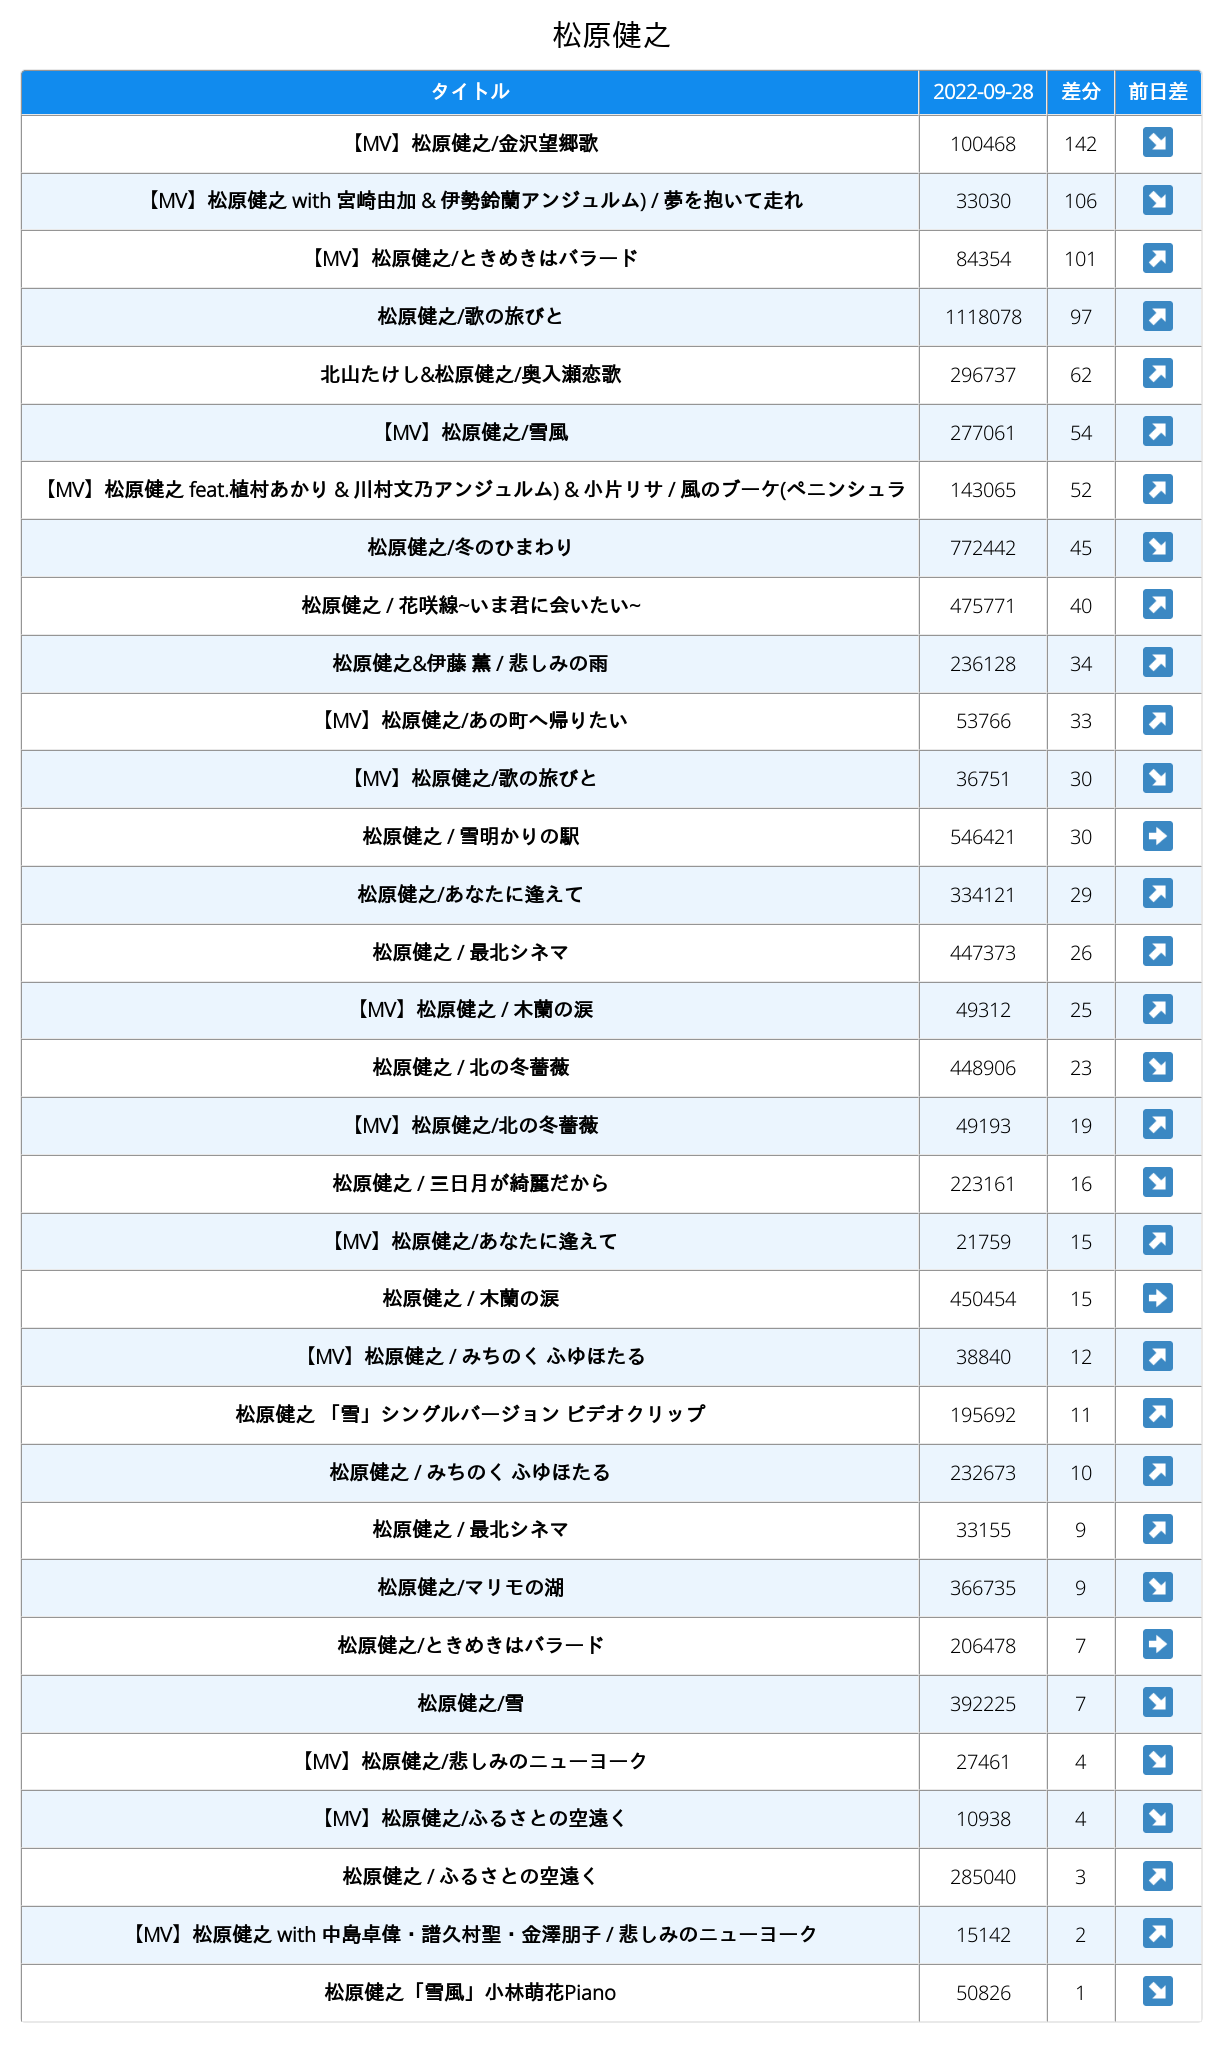 松原健之
タイトル 2022-09-28 差分 前日差
【MV】松原健之/金沢望郷歌 100468 142 ↘
【MV】松原健之 with 宮崎由加 & 伊勢鈴蘭アンジュルム) / 夢を抱いて走れ 33030 106 ↘
【MV】松原健之/ときめきはバラード 84354 101 ↗
松原健之/歌の旅びと 1118078 97 ↗
北山たけし&松原健之/奥入瀬恋歌 296737 62 ↗
【MV】松原健之/雪風 277061 54 ↗
【MV】松原健之 feat.植村あかり & 川村文乃アンジュルム) & 小片リサ / 風のブーケ(ペニンシュラ 143065 52 ↗
松原健之/冬のひまわり 772442 45 ↘
松原健之 / 花咲線~いま君に会いたい~ 475771 40 ↗
松原健之&伊藤 薫 / 悲しみの雨 236128 34 ↗
【MV】松原健之/あの町へ帰りたい 53766 33 ↗
【MV】松原健之/歌の旅びと 36751 30 ↘
松原健之 / 雪明かりの駅 546421 30 ➡
松原健之/あなたに逢えて 334121 29 ↗
松原健之 / 最北シネマ 447373 26 ↗
【MV】松原健之 / 木蘭の涙 49312 25 ↗
松原健之 / 北の冬薔薇 448906 23 ↘
【MV】松原健之/北の冬薔薇 49193 19 ↗
松原健之 / 三日月が綺麗だから 223161 16 ↘
【MV】松原健之/あなたに逢えて 21759 15 ↗
松原健之 / 木蘭の涙 450454 15 ➡
【MV】松原健之 / みちのく ふゆほたる 38840 12 ↗
松原健之 「雪」シングルバージョン ビデオクリップ 195692 11 ↗
松原健之 / みちのく ふゆほたる 232673 10 ↗
松原健之 / 最北シネマ 33155 9 ↗
松原健之/マリモの湖 366735 9 ↘
松原健之/ときめきはバラード 206478 7 ➡
松原健之/雪 392225 7 ↘
【MV】松原健之/悲しみのニューヨーク 27461 4 ↘
【MV】松原健之/ふるさとの空遠く 10938 4 ↘
松原健之 / ふるさとの空遠く 285040 3 ↗
【MV】松原健之 with 中島卓偉・譜久村聖・金澤朋子 / 悲しみのニューヨーク 15142 2 ↗
松原健之「雪風」小林萌花Piano 50826 1 ↘